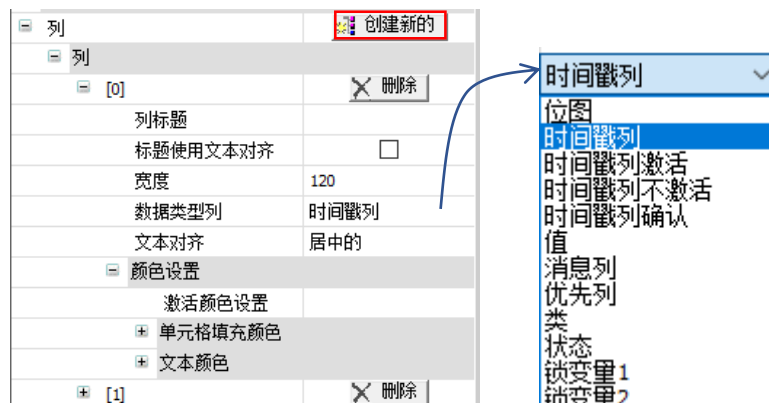 列 创建新的
列
[0] 删除
列标题
标题使用文本对齐
宽度 120
数据类型列 时间戳列
文本对齐 居中的
颜色设置
激活颜色设置
单元格填充颜色
文本颜色
[1] 删除
时间戳列
位图
时间戳列
时间戳列激活
时间戳列不激活
时间戳列确认
值
消息列
优先列
类
状态
锁变量1
锁变量2